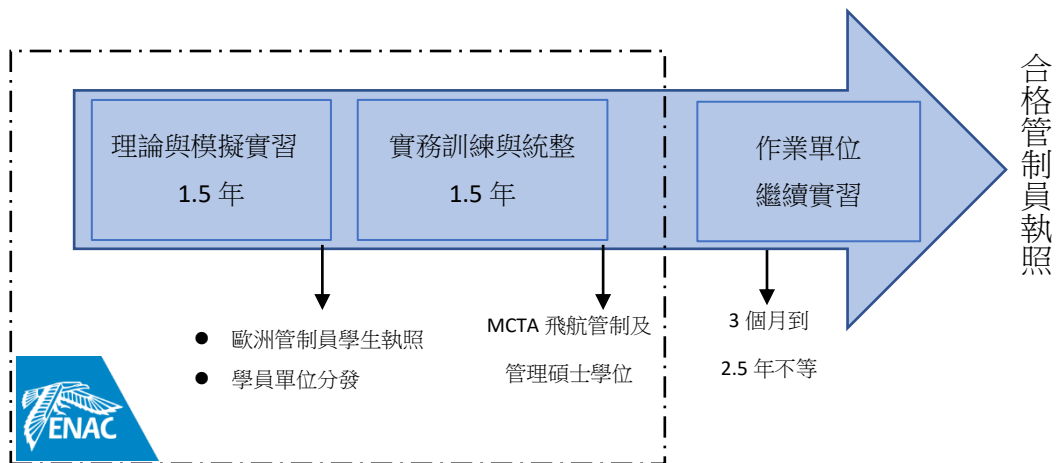 理論與模擬實習
1.5 年
實務訓練與統整
1.5 年
作業單位
繼續實習
合格管制員執照
● 歐洲管制員學生執照
● 學員單位分發
MCTA 飛航管制及
管理碩士學位
3 個月到
2.5 年不等
ENAC